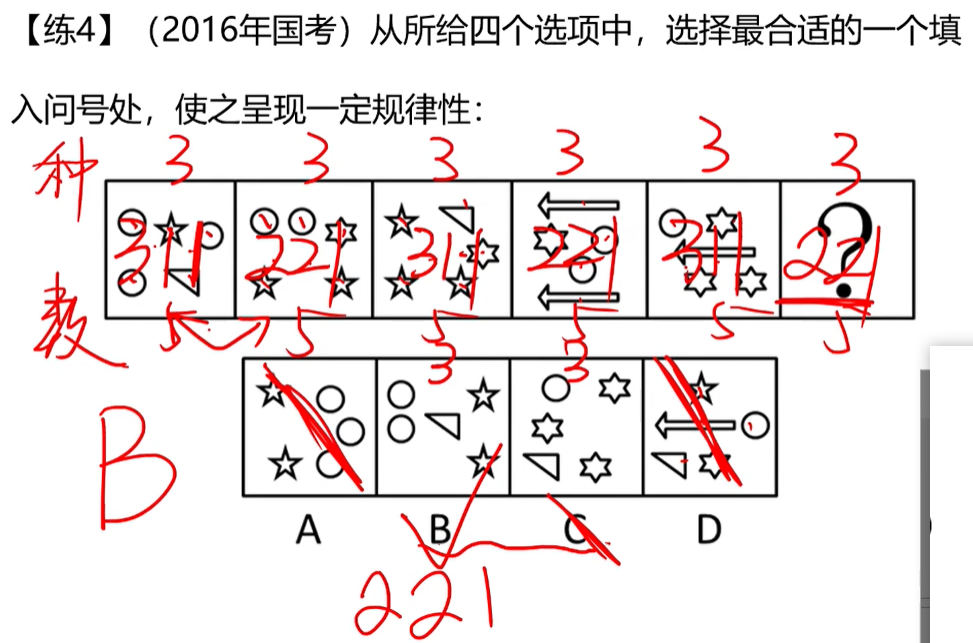 【练4】（2016年国考）从所给四个选项中，选择最合适的一个填
入问号处，使之呈现一定规律性：
种 3 3 3 3 3 3
311 221 311 221 311 221 ?
数 5 5 5 5 5 5
3 3
B
A B C D
221